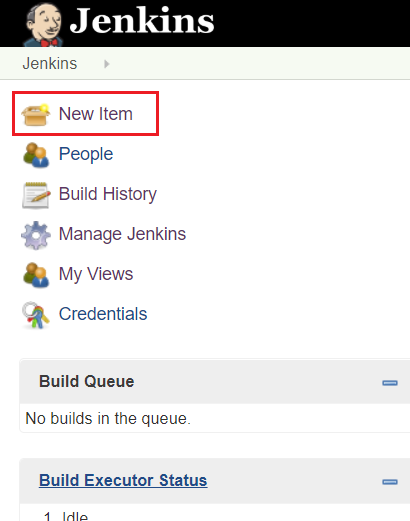 Jenkins
Jenkins
New Item
People
Build History
Manage Jenkins
My Views
Credentials
Build Queue
No builds in the queue.
Build Executor Status
1 Idle